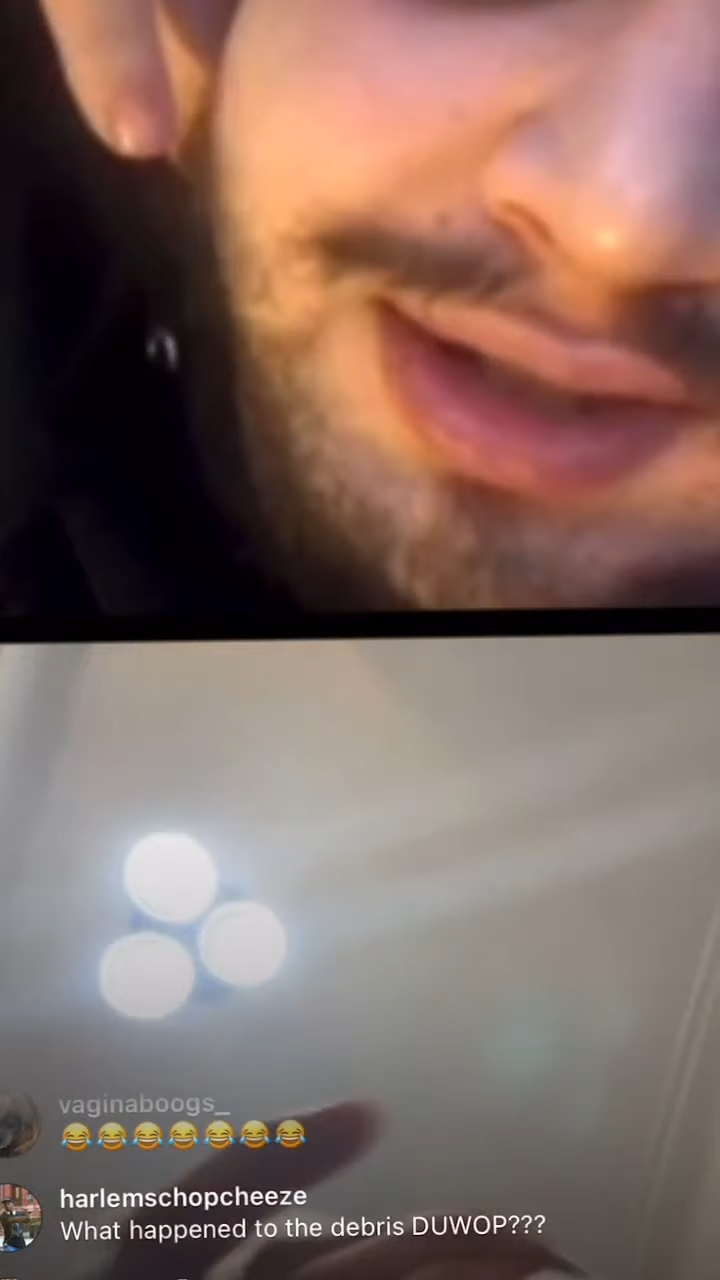 vaginaboogs_
😂😂😂😂😂😂😂
harlemschopcheeze
What happened to the debris DUWOP???